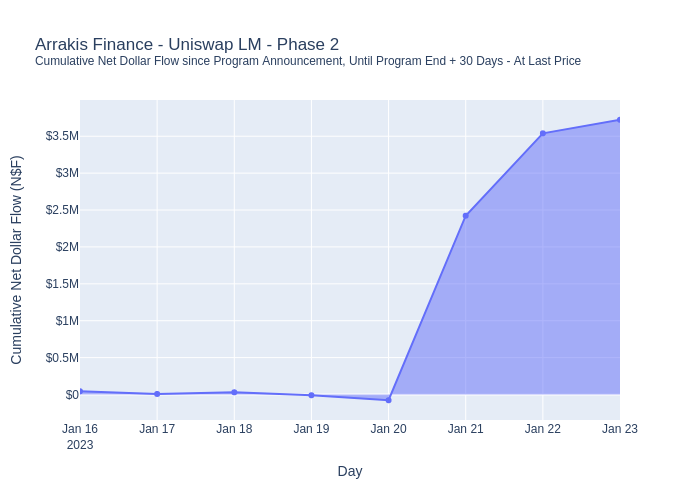 Arrakis Finance - Uniswap LM - Phase 2
Cumulative Net Dollar Flow since Program Announcement, Until Program End + 30 Days - At Last Price
Cumulative Net Dollar Flow (N$F)
$3.5M
$3M
$2.5M
$2M
$1.5M
$1M
$0.5M
$0
Jan 16 Jan 17 Jan 18 Jan 19 Jan 20 Jan 21 Jan 22 Jan 23
2023
Day